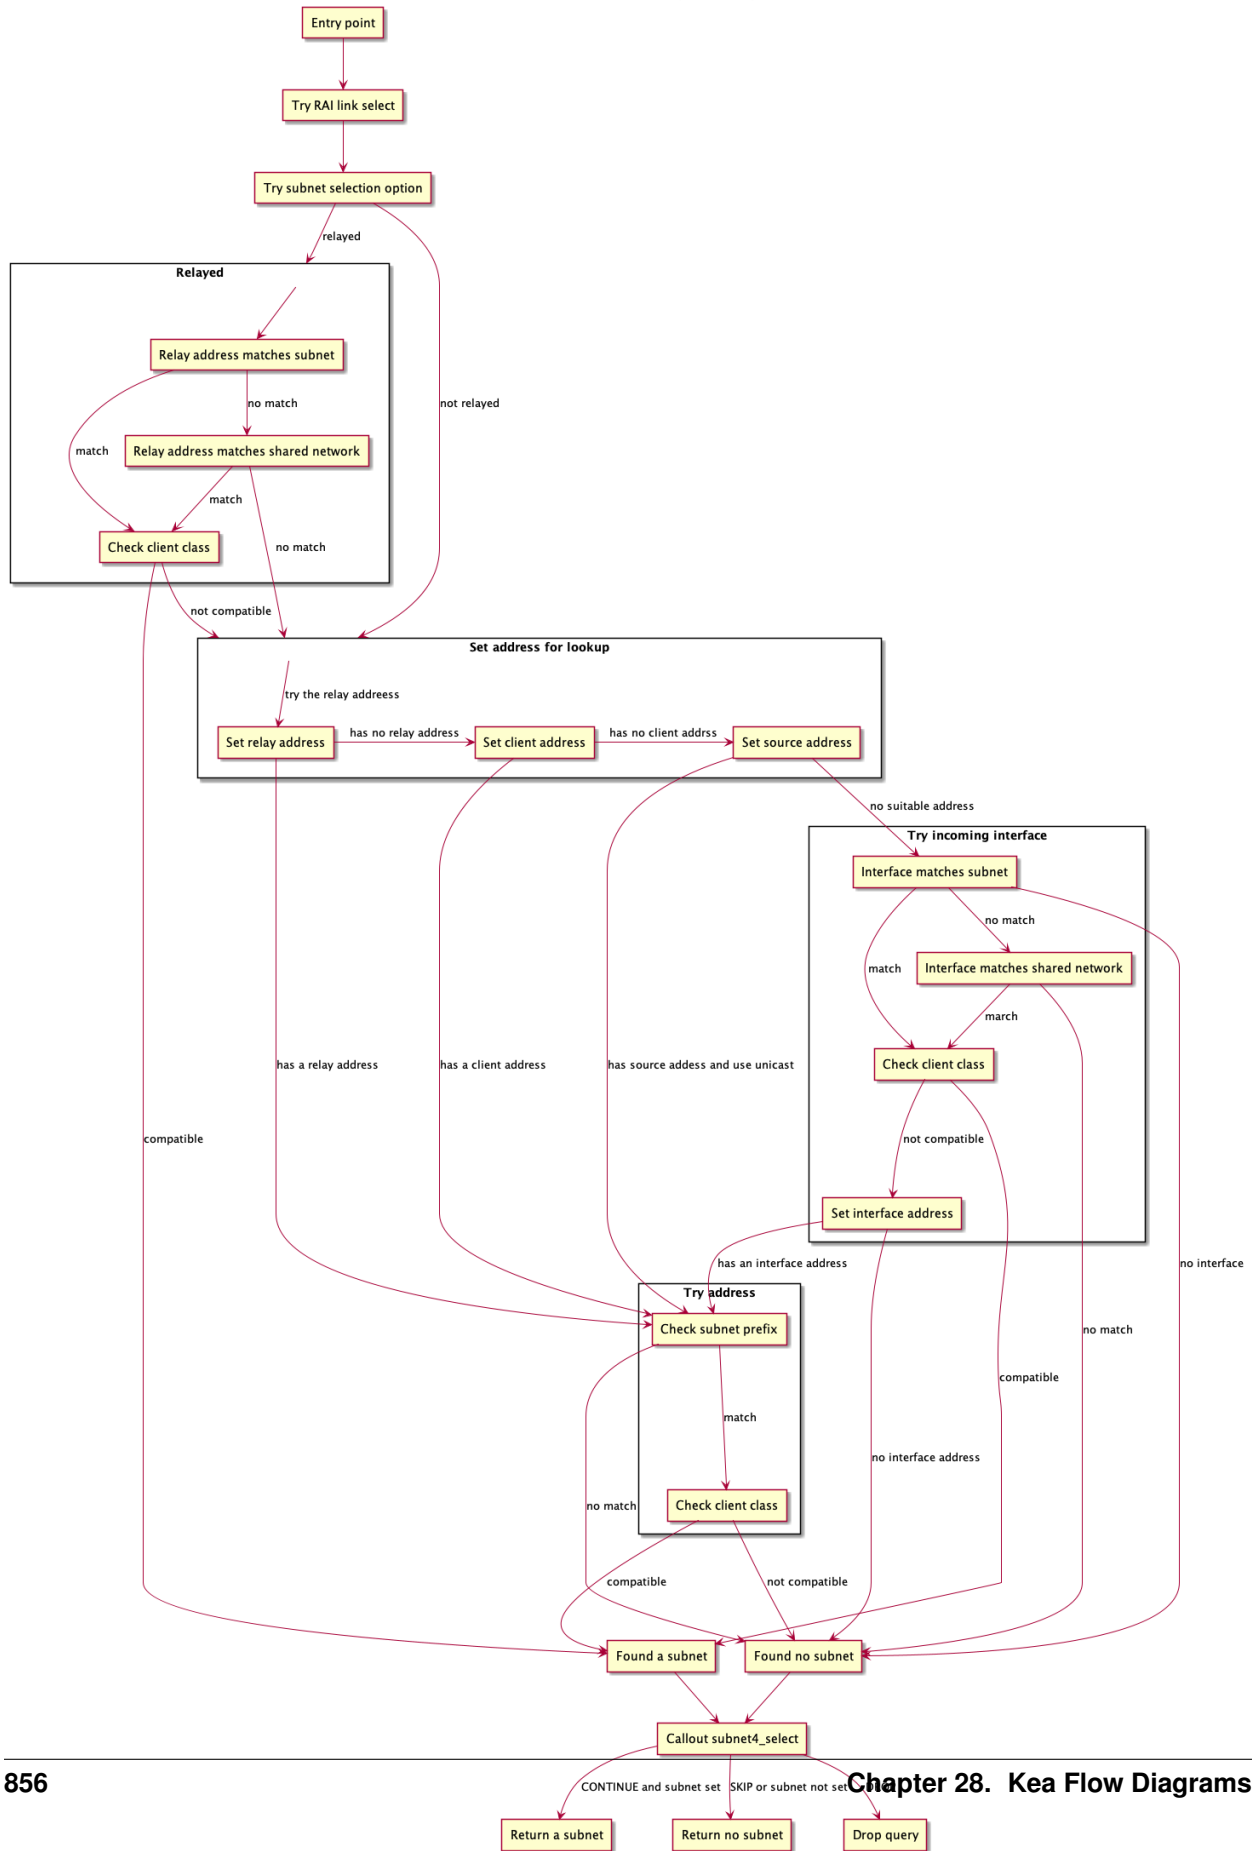 Entry point
Try RAI link select
Try subnet selection option
relayed
Relayed
Relay address matches subnet
no match
not relayed
match
Relay address matches shared network
match
Check client class
no match
not compatible
Set address for lookup
try the relay addreess
Set relay address
has no relay address
Set client address
has no client addrss
Set source address
no suitable address
Try incoming interface
Interface matches subnet
no match
match
Interface matches shared network
march
Check client class
has a relay address
has a client address
has source addess and use unicast
compatible
not compatible
Set interface address
has an interface address
no interface
Try address
Check subnet prefix
no match
compatible
match
no interface address
Check client class
no match
compatible
not compatible
Found a subnet
Found no subnet
Callout subnet4_select
856
Chapter 28. Kea Flow Diagrams
CONTINUE and subnet set
SKIP or subnet not set
Return a subnet
Return no subnet
Drop query